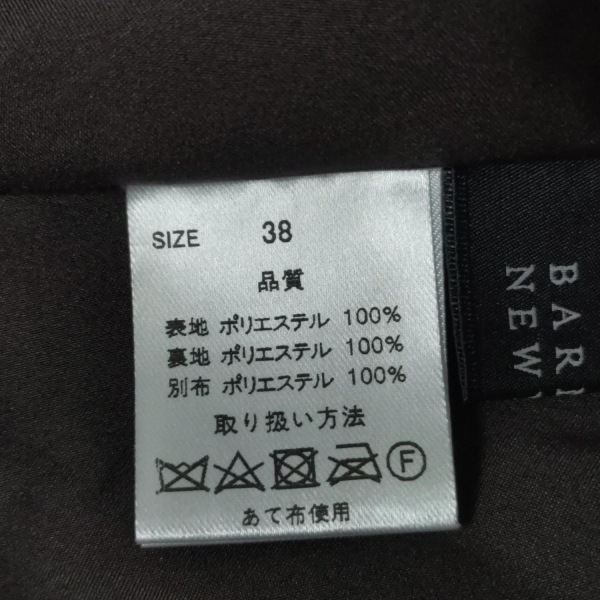 SIZE 38
品質
表地 ポリエステル 100%
裏地 ポリエステル 100%
別布 ポリエステル 100%
取り扱い方法
F
あて布使用
BAR
NEW